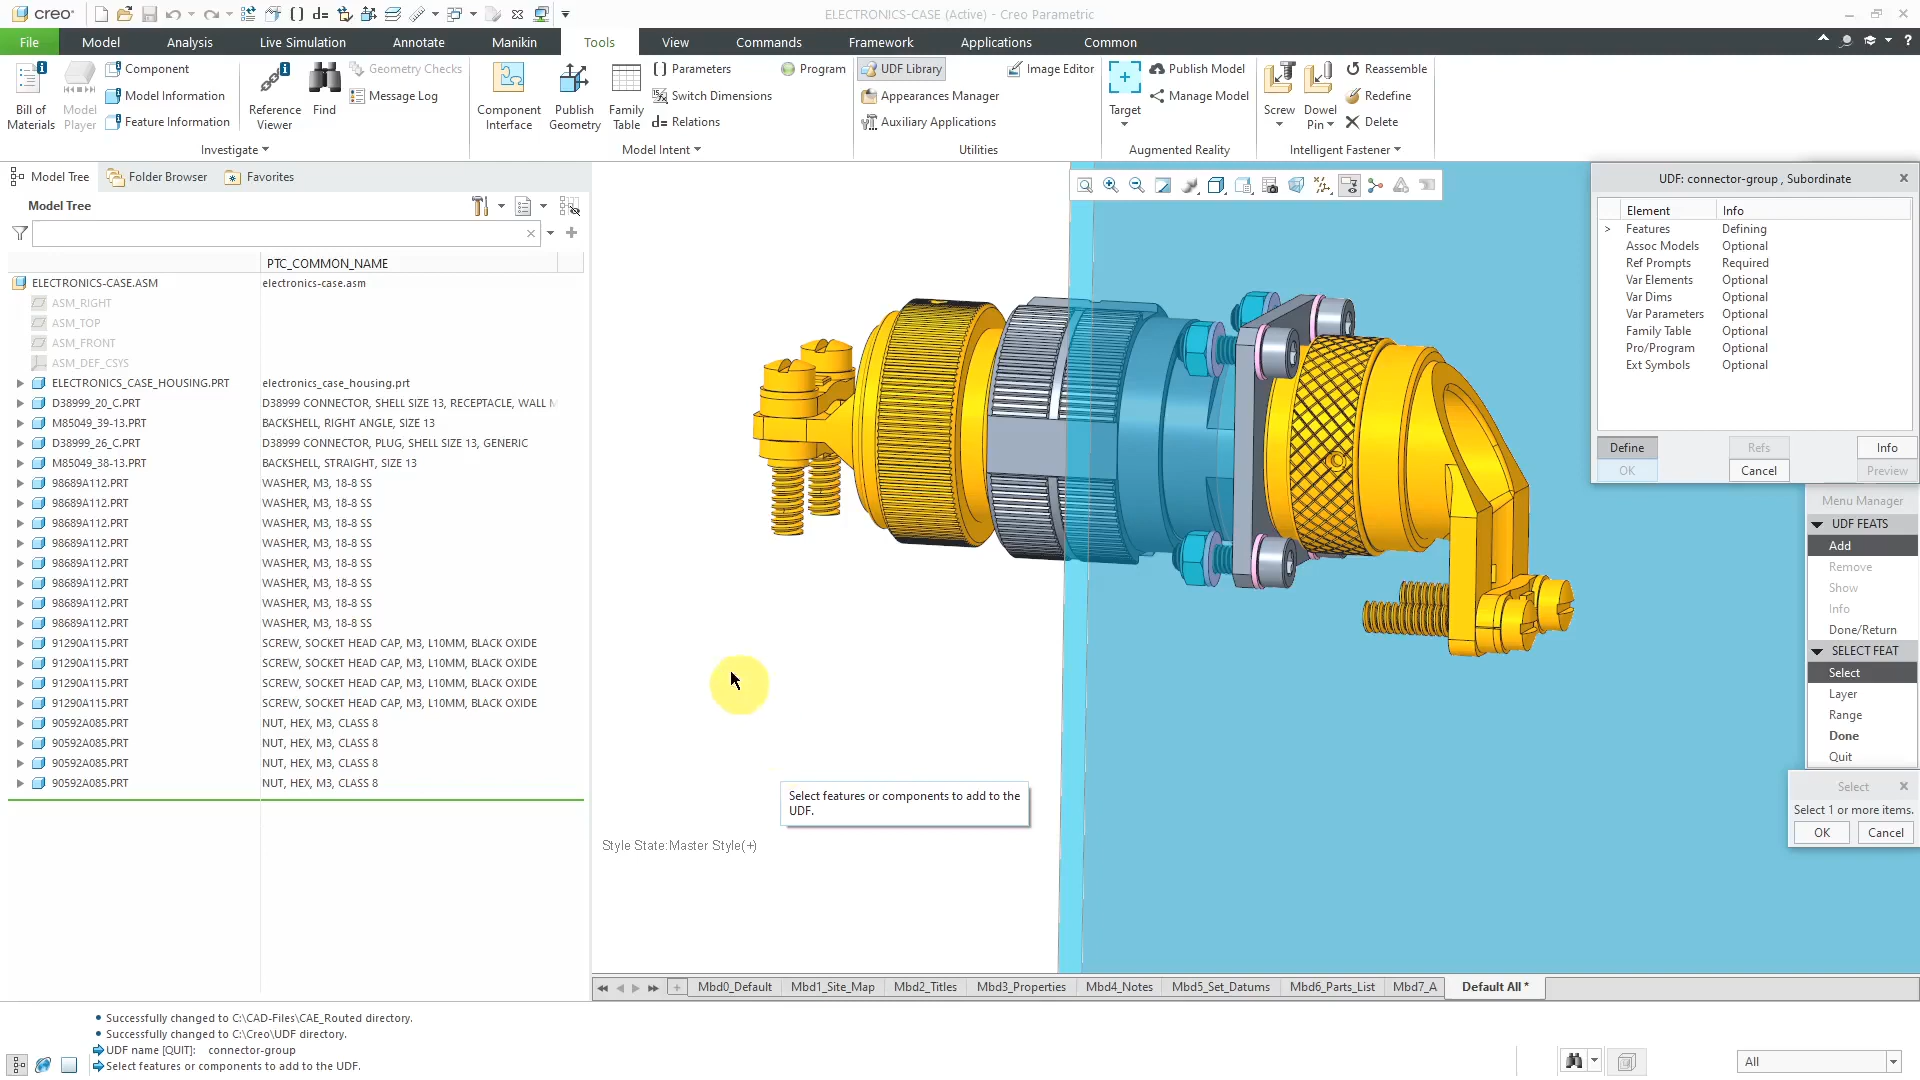 creo
ELECTRONICS-CASE (Active) - Creo Parametric
File Model Analysis Live Simulation Annotate Manikin Tools View Commands Framework Applications Common
Bill of Materials
Model Player
Component
Model Information
Feature Information
Reference Viewer
Find
Geometry Checks
Message Log
Investigate
Component Interface
Publish Geometry
Family Table
Parameters
Switch Dimensions
Relations
Program
Model Intent
UDF Library
Appearances Manager
Auxiliary Applications
Image Editor
Utilities
Target
Publish Model
Manage Model
Augmented Reality
Screw
Dowel Pin
Reassemble
Redefine
Delete
Intelligent Fastener
Model Tree Folder Browser Favorites
Model Tree
PTC_COMMON_NAME
ELECTRONICS-CASE.ASM electronics-case.asm
ASM_RIGHT
ASM_TOP
ASM_FRONT
ASM_DEF_CSYS
ELECTRONICS_CASE_HOUSING.PRT electronics_case_housing.prt
D38999_20_C.PRT D38999 CONNECTOR, SHELL SIZE 13, RECEPTACLE, WALL M
M85049_39-13.PRT BACKSHELL, RIGHT ANGLE, SIZE 13
D38999_26_C.PRT D38999 CONNECTOR, PLUG, SHELL SIZE 13, GENERIC
M85049_38-13.PRT BACKSHELL, STRAIGHT, SIZE 13
98689A112.PRT WASHER, M3, 18-8 SS
98689A112.PRT WASHER, M3, 18-8 SS
98689A112.PRT WASHER, M3, 18-8 SS
98689A112.PRT WASHER, M3, 18-8 SS
98689A112.PRT WASHER, M3, 18-8 SS
98689A112.PRT WASHER, M3, 18-8 SS
98689A112.PRT WASHER, M3, 18-8 SS
98689A112.PRT WASHER, M3, 18-8 SS
91290A115.PRT SCREW, SOCKET HEAD CAP, M3, L10MM, BLACK OXIDE
91290A115.PRT SCREW, SOCKET HEAD CAP, M3, L10MM, BLACK OXIDE
91290A115.PRT SCREW, SOCKET HEAD CAP, M3, L10MM, BLACK OXIDE
91290A115.PRT SCREW, SOCKET HEAD CAP, M3, L10MM, BLACK OXIDE
90592A085.PRT NUT, HEX, M3, CLASS 8
90592A085.PRT NUT, HEX, M3, CLASS 8
90592A085.PRT NUT, HEX, M3, CLASS 8
90592A085.PRT NUT, HEX, M3, CLASS 8
Select features or components to add to the
UDF.
Style State:Master Style(+)
UDF: connector-group , Subordinate
Element Info
> Features Defining
Assoc Models Optional
Ref Prompts Required
Var Elements Optional
Var Dims Optional
Var Parameters Optional
Family Table Optional
Pro/Program Optional
Ext Symbols Optional
Define Refs Info
OK Cancel Preview
Menu Manager
UDF FEATS
Add
Remove
Show
Info
Done/Return
SELECT FEAT
Select
Layer
Range
Done
Quit
Select
Select 1 or more items.
OK Cancel
Mbd0_Default Mbd1_Site_Map Mbd2_Titles Mbd3_Properties Mbd4_Notes Mbd5_Set_Datums Mbd6_Parts_List Mbd7_A Default All *
Successfully changed to C:\CAD-Files\CAE_Routed directory.
Successfully changed to C:\Creo\UDF directory.
UDF name [QUIT]: connector-group
Select features or components to add to the UDF.
All